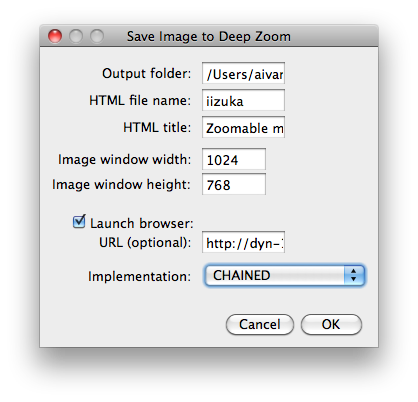 Save Image to Deep Zoom
Output folder: /Users/aivar
HTML file name: iizuka
HTML title: Zoomable m
Image window width: 1024
Image window height: 768
Launch browser:
URL (optional): http://dyn-
Implementation: CHAINED
Cancel OK